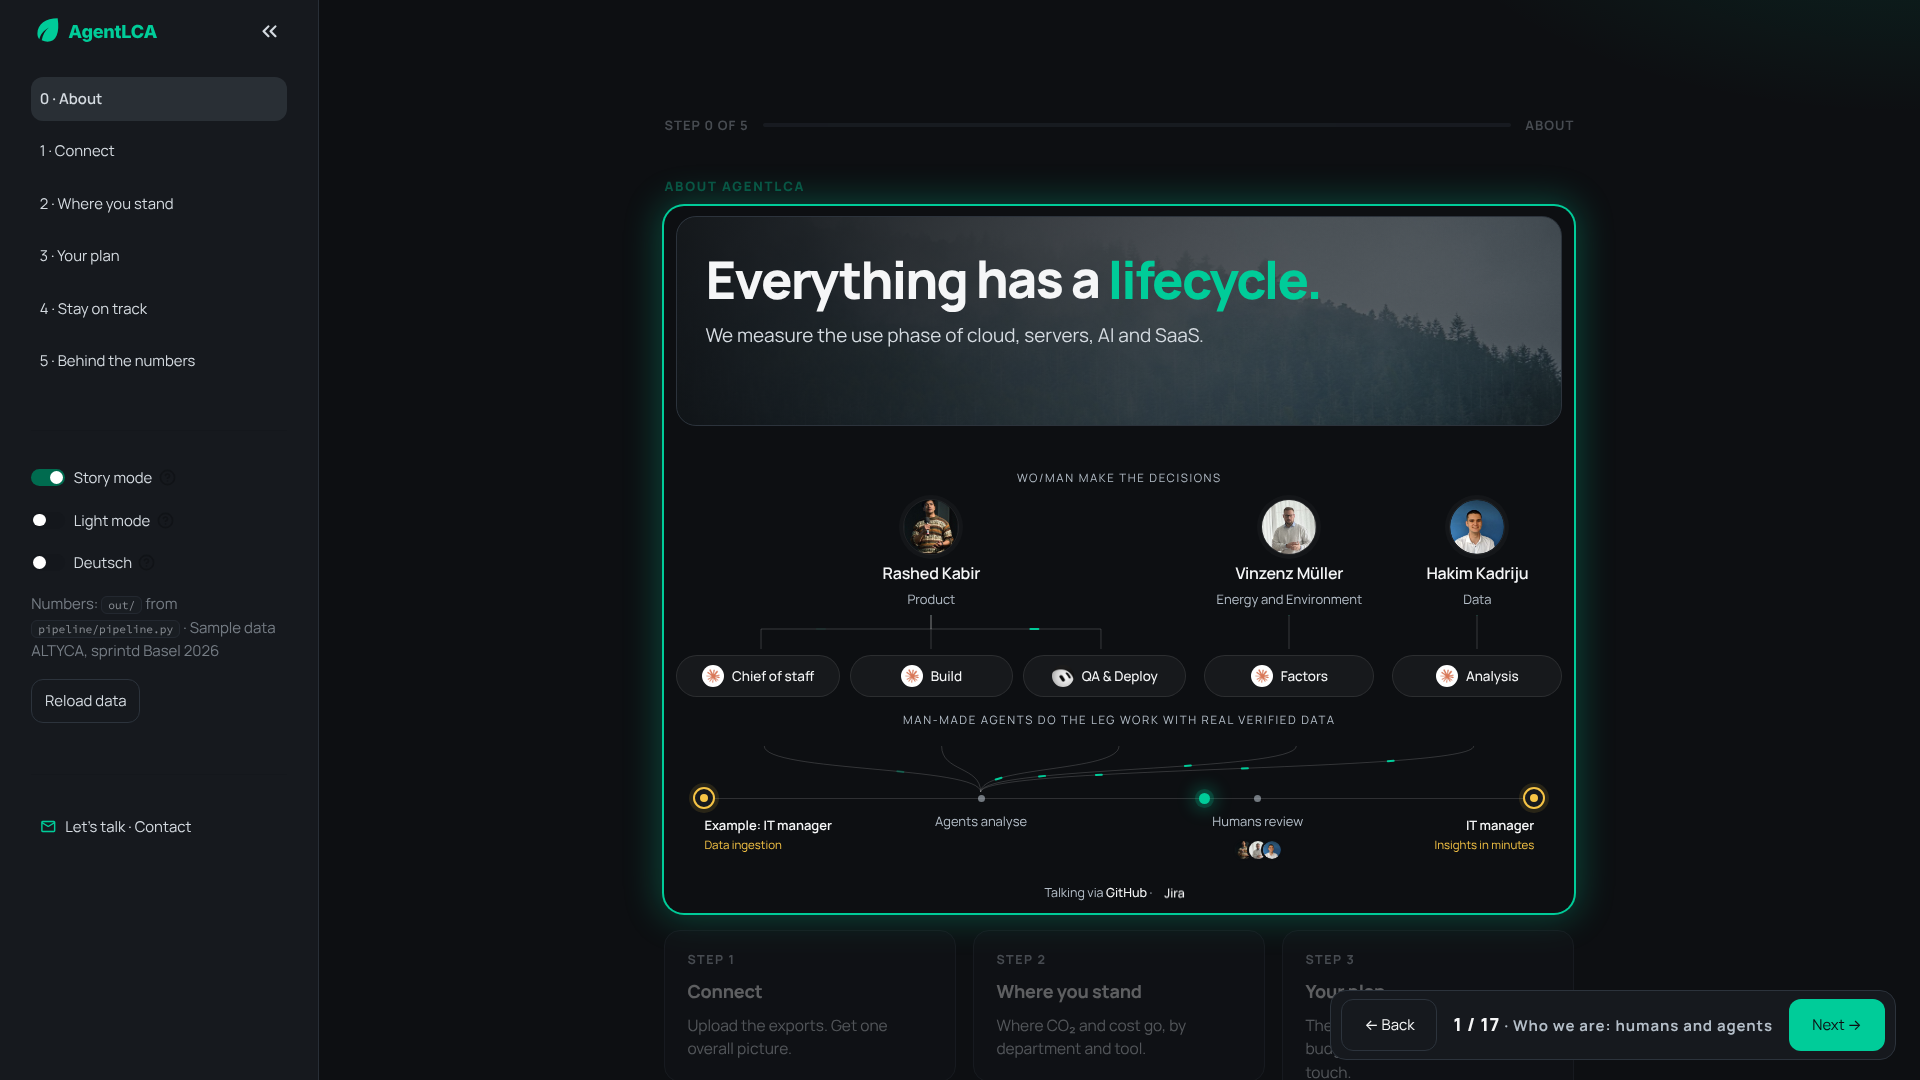 AgentLCA
0 · About
1 · Connect
2 · Where you stand
3 · Your plan
4 · Stay on track
5 · Behind the numbers
Story mode
Light mode
Deutsch
Numbers: out/ from
pipeline/pipeline.py · Sample data
ALTYCA, sprintd Basel 2026
Reload data
Let's talk · Contact
STEP 0 OF 5
ABOUT
ABOUT AGENTLCA
Everything has a lifecycle.
We measure the use phase of cloud, servers, AI and SaaS.
WO/MAN MAKE THE DECISIONS
Rashed Kabir
Product
Vinzenz Müller
Energy and Environment
Hakim Kadriju
Data
Chief of staff
Build
QA & Deploy
Factors
Analysis
MAN-MADE AGENTS DO THE LEG WORK WITH REAL VERIFIED DATA
Example: IT manager
Data ingestion
Agents analyse
Humans review
IT manager
Insights in minutes
Talking via GitHub · Jira
STEP 1
Connect
Upload the exports. Get one
overall picture.
STEP 2
Where you stand
Where CO₂ and cost go, by
department and tool.
STEP 3
Your plan
The
touch.
← Back
1 / 17 · Who we are: humans and agents
Next →